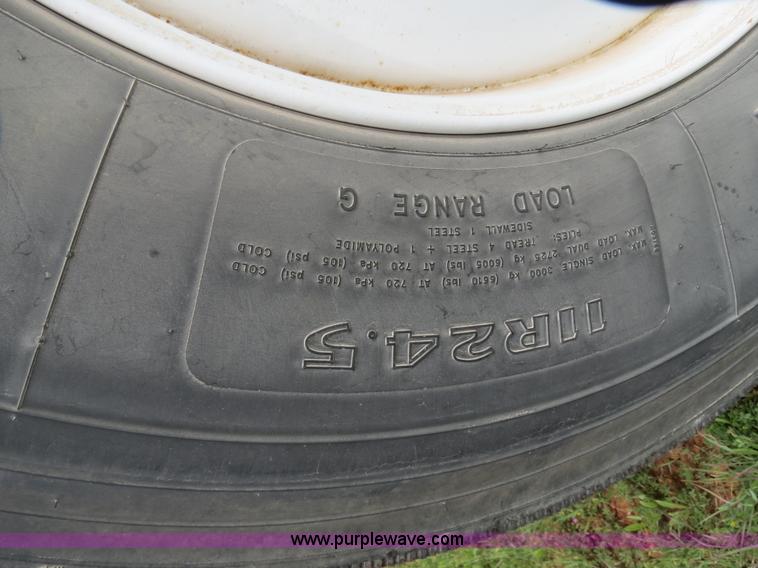 11R24.5
MAX. LOAD SINGLE 3000 kg (6610 lbs) AT 720 kPa (105 psi) COLD
MAX. LOAD DUAL 2725 kg (6005 lbs) AT 720 kPa (105 psi) COLD
PLIES: TREAD 4 STEEL + 1 POLYAMIDE
SIDEWALL 1 STEEL
LOAD RANGE G
www.purplewave.com